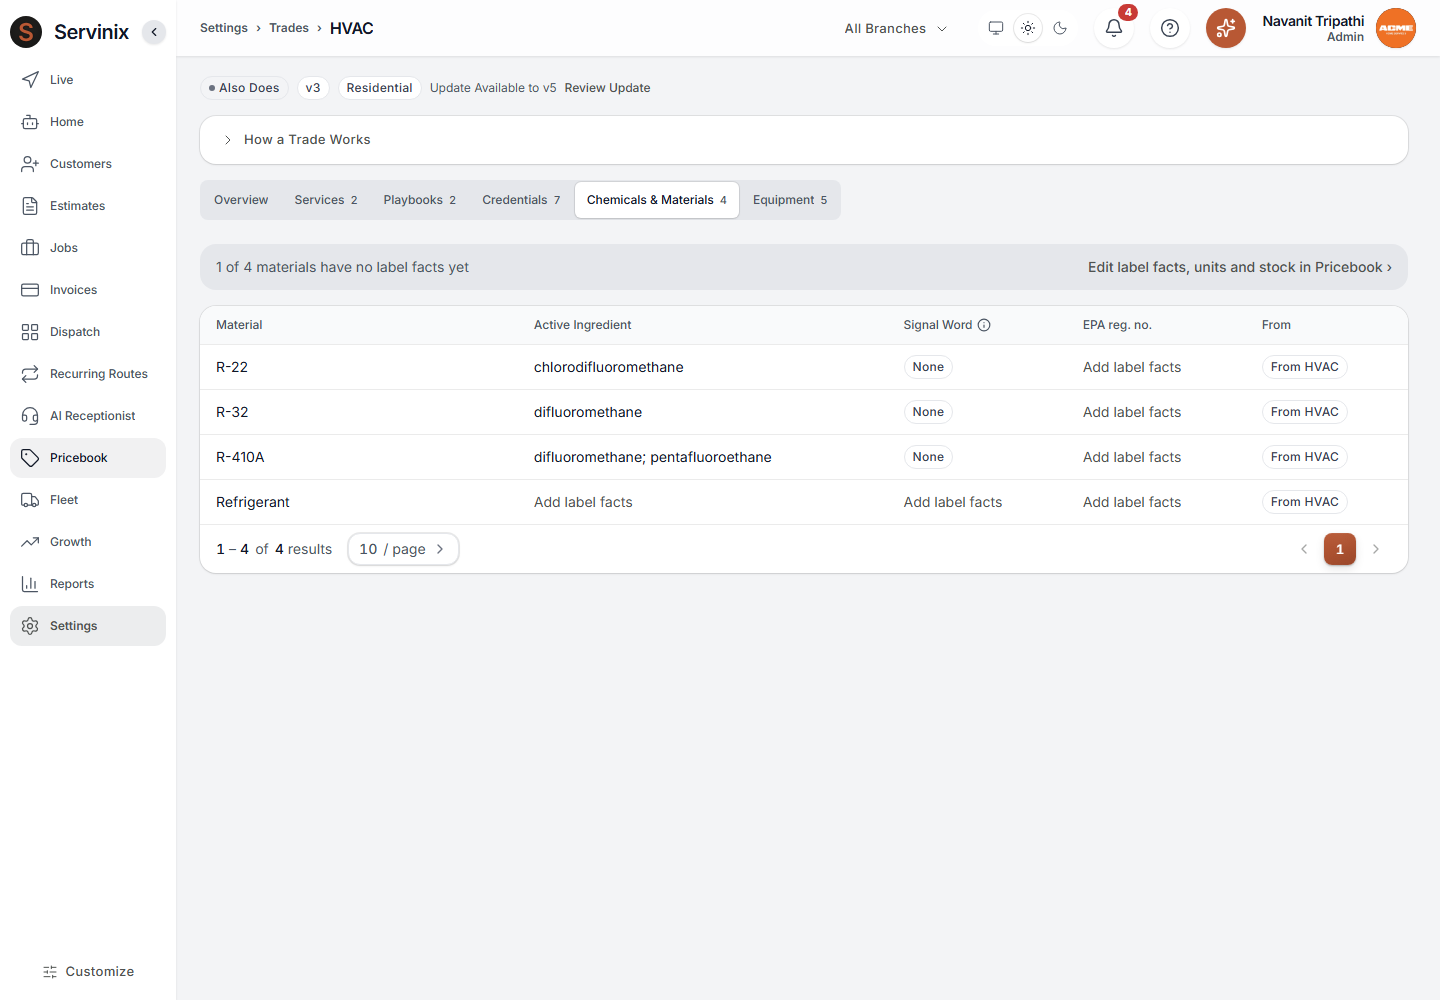 S Servinix
Settings › Trades › HVAC
All Branches
4
Navanit Tripathi
Admin
ACME
Live
Home
Customers
Estimates
Jobs
Invoices
Dispatch
Recurring Routes
AI Receptionist
Pricebook
Fleet
Growth
Reports
Settings
Customize
Also Does v3 Residential Update Available to v5 Review Update
How a Trade Works
Overview Services 2 Playbooks 2 Credentials 7 Chemicals & Materials 4 Equipment 5
1 of 4 materials have no label facts yet Edit label facts, units and stock in Pricebook ›
Material Active Ingredient Signal Word EPA reg. no. From
R-22 chlorodifluoromethane None Add label facts From HVAC
R-32 difluoromethane None Add label facts From HVAC
R-410A difluoromethane; pentafluoroethane None Add label facts From HVAC
Refrigerant Add label facts Add label facts Add label facts From HVAC
1 – 4 of 4 results 10 / page 1